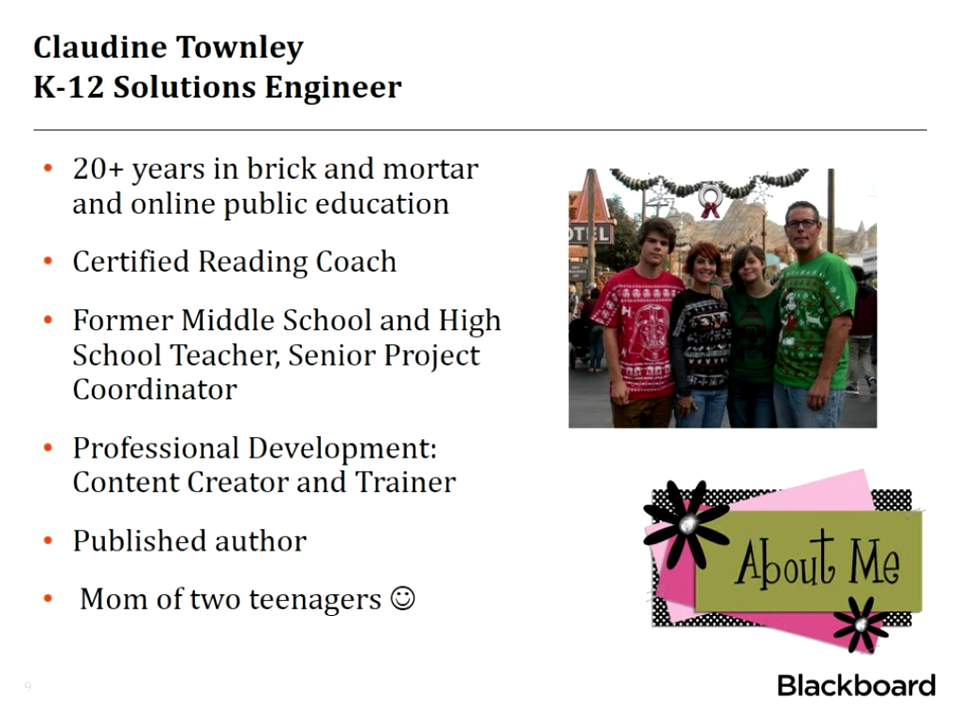 Claudine Townley
K-12 Solutions Engineer
• 20+ years in brick and mortar
and online public education
• Certified Reading Coach
• Former Middle School and High
School Teacher, Senior Project
Coordinator
• Professional Development:
Content Creator and Trainer
• Published author
• Mom of two teenagers ☺
OTEL
About Me
9
Blackboard